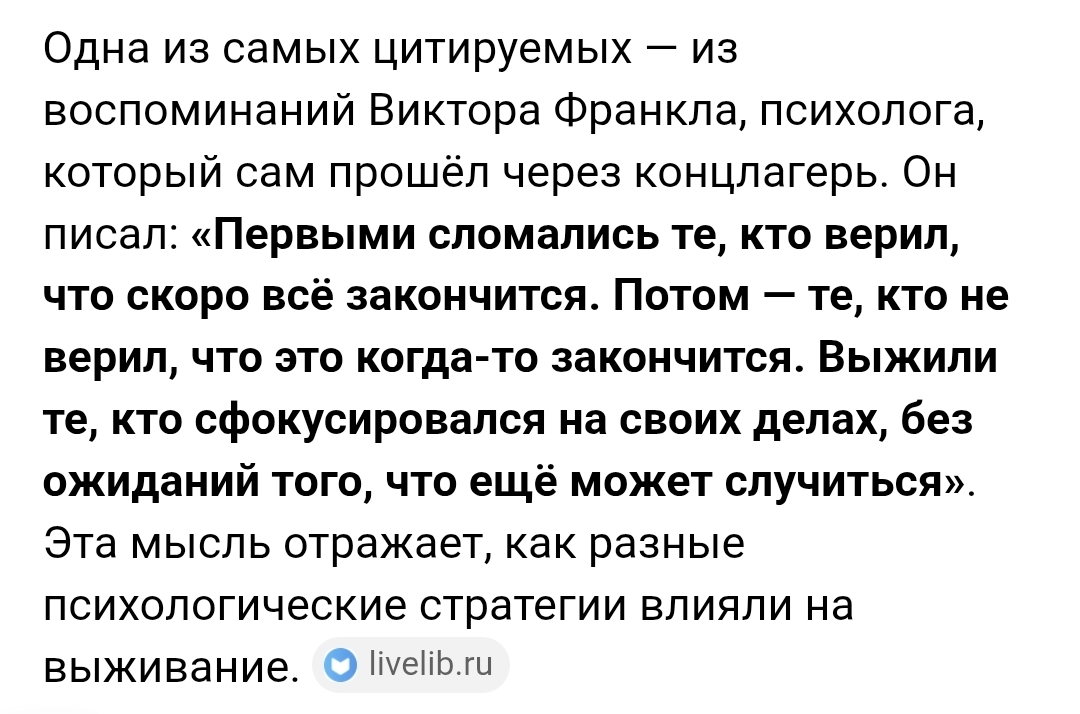 Одна из самых цитируемых — из
воспоминаний Виктора Франкла, психолога,
который сам прошёл через концлагерь. Он
писал: «Первыми сломались те, кто верил,
что скоро всё закончится. Потом — те, кто не
верил, что это когда-то закончится. Выжили
те, кто сфокусировался на своих делах, без
ожиданий того, что ещё может случиться».
Эта мысль отражает, как разные
психологические стратегии влияли на
выживание. livelib.ru